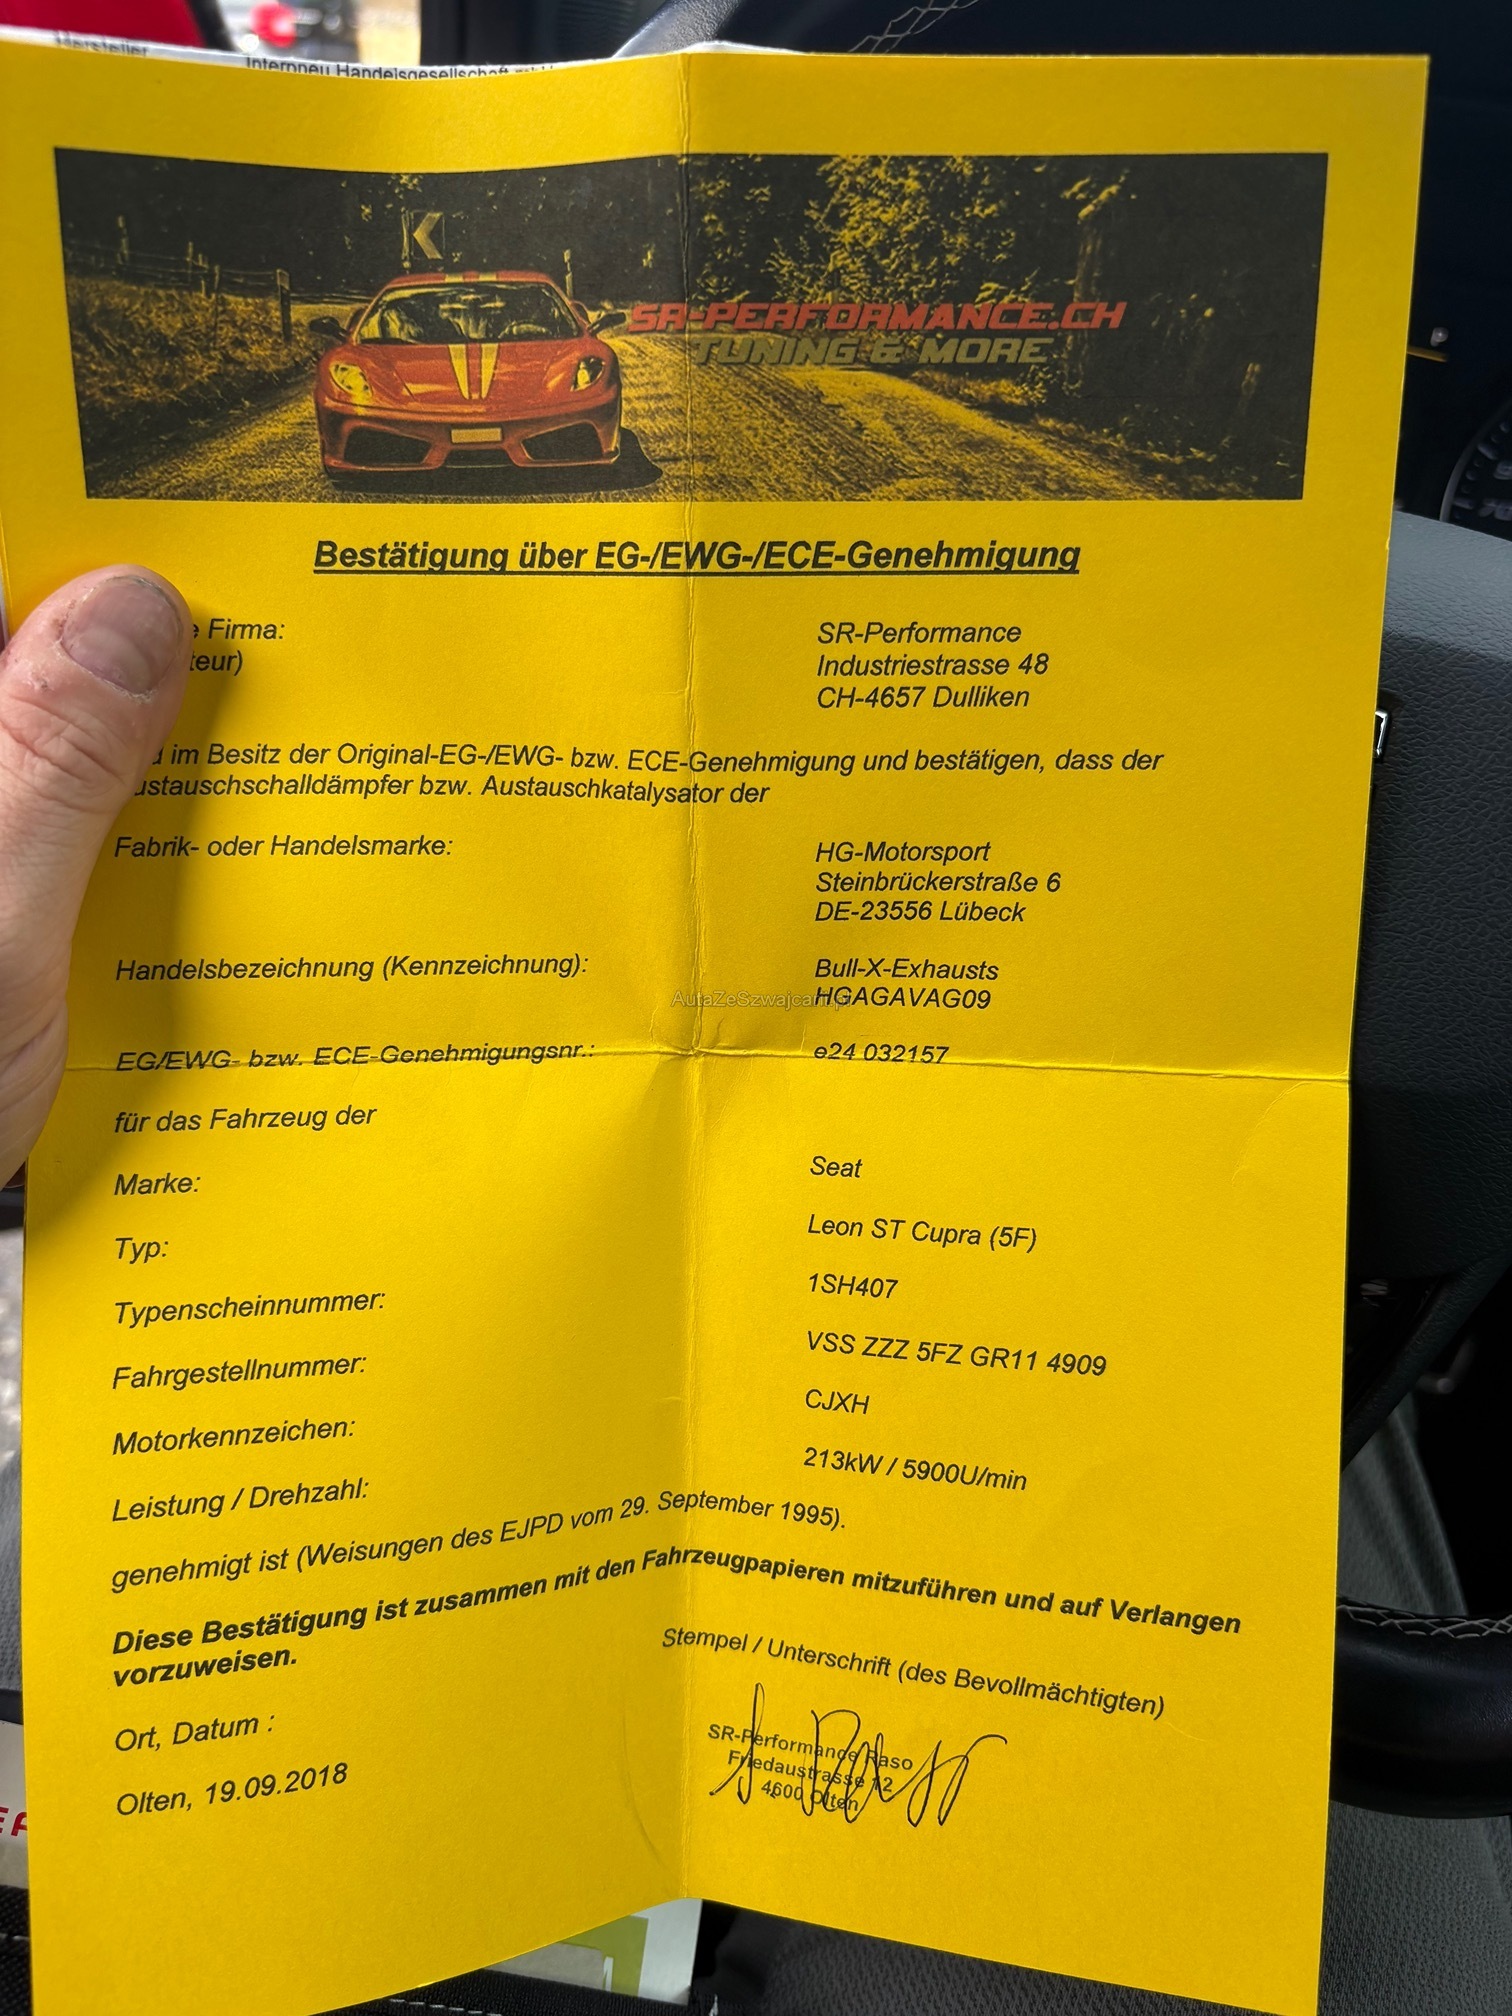 Hersteller
Interpneu Handelsgesellschaft
K
SR-PERFORMANCE.CH
TUNING & MORE
Bestätigung über EG-/EWG-/ECE-Genehmigung
Firma: SR-Performance
teur) Industriestrasse 48
CH-4657 Dulliken
im Besitz der Original-EG-/EWG- bzw. ECE-Genehmigung und bestätigen, dass der
ustauschschalldämpfer bzw. Austauschkatalysator der
Fabrik- oder Handelsmarke: HG-Motorsport
Steinbrückerstraße 6
DE-23556 Lübeck
Handelsbezeichnung (Kennzeichnung): Bull-X-Exhausts
HGAGAVAG09
AutaZeSzwajcarii.pl
EG/EWG- bzw. ECE-Genehmigungsnr.: e24 032157
für das Fahrzeug der
Marke: Seat
Typ: Leon ST Cupra (5F)
Typenscheinnummer: 1SH407
Fahrgestellnummer: VSS ZZZ 5FZ GR11 4909
Motorkennzeichen: CJXH
Leistung / Drehzahl: 213kW / 5900U/min
genehmigt ist (Weisungen des EJPD vom 29. September 1995).
Diese Bestätigung ist zusammen mit den Fahrzeugpapieren mitzuführen und auf Verlangen
vorzuweisen.
Stempel / Unterschrift (des Bevollmächtigten)
Ort, Datum :
SR-Performance Raso
Friedaustrasse 12
4600 Olten
Olten, 19.09.2018